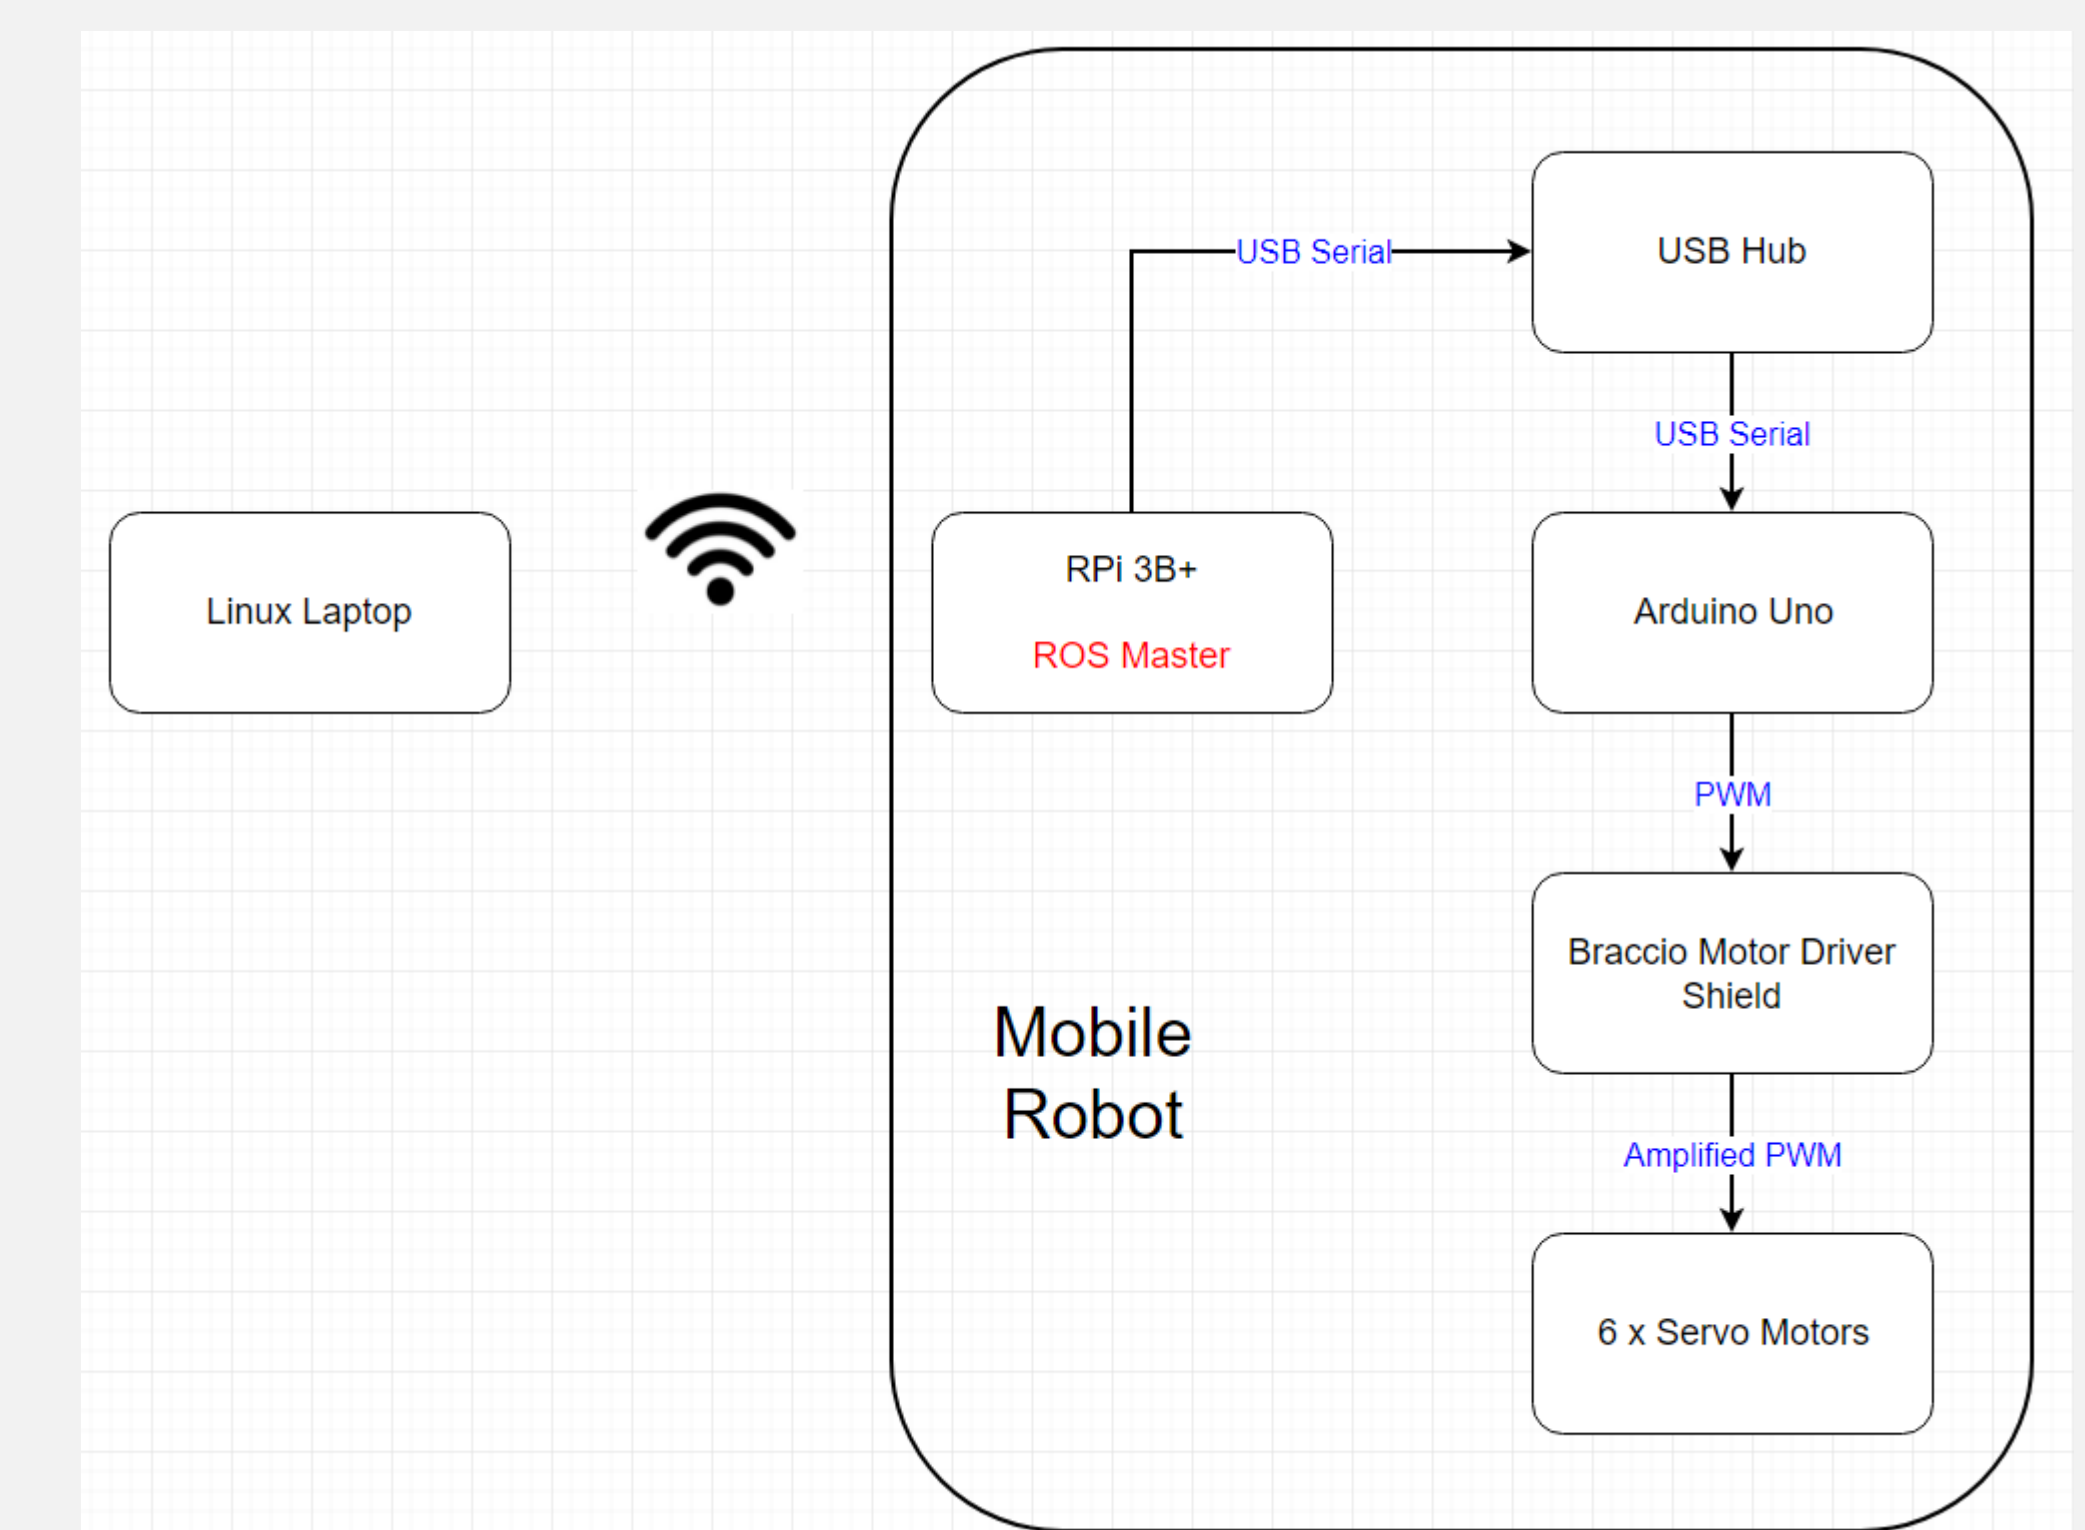 USB Serial
USB Hub
USB Serial
Linux Laptop
RPi 3B+
ROS Master
Arduino Uno
PWM
Braccio Motor Driver
Shield
Mobile
Robot
Amplified PWM
6 x Servo Motors